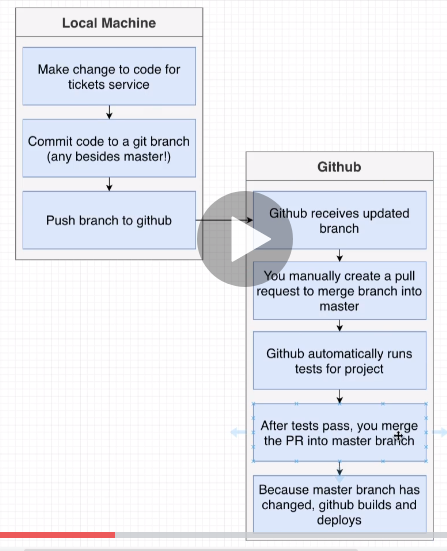 Local Machine
Make change to code for
tickets service
Commit code to a git branch
(any besides master!)
Push branch to github
Github
Github receives updated
branch
You manually create a pull
request to merge branch into
master
Github automatically runs
tests for project
After tests pass, you merge
the PR into master branch
Because master branch has
changed, github builds and
deploys